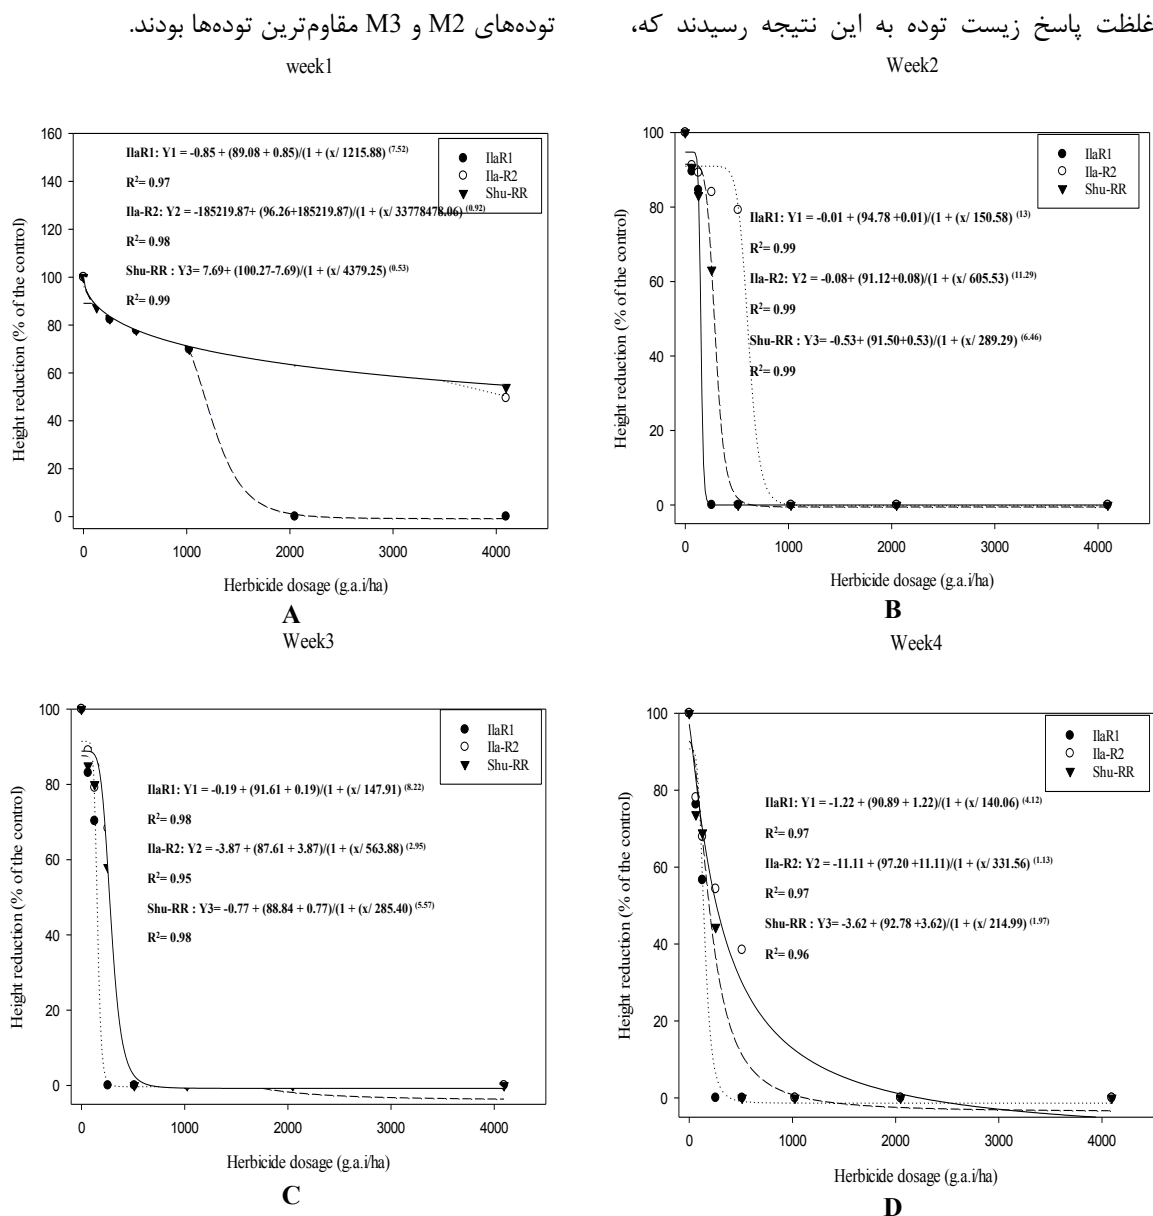 غلظت پاسخ زیست توده به این نتیجه رسیدند که،
توده‌های M2 و M3 مقاوم‌ترین توده‌ها بودند.
week1
Height reduction (% of the control)
160
140
120
100
80
60
40
20
0
IlaR1: Y1 = -0.85 + (89.08 + 0.85)/(1 + (x/ 1215.88) (7.52)
R2= 0.97
Ila-R2: Y2 = -185219.87+ (96.26+185219.87)/(1 + (x/ 33778478.06) (0.92)
R2= 0.98
Shu-RR : Y3= 7.69+ (100.27-7.69)/(1 + (x/ 4379.25) (0.53)
R2= 0.99
IlaR1
Ila-R2
Shu-RR
0 1000 2000 3000 4000
Herbicide dosage (g.a.i/ha)
A
Week2
Height reduction (% of the control)
100
80
60
40
20
0
IlaR1
Ila-R2
Shu-RR
IlaR1: Y1 = -0.01 + (94.78 +0.01)/(1 + (x/ 150.58) (13)
R2= 0.99
Ila-R2: Y2 = -0.08+ (91.12+0.08)/(1 + (x/ 605.53) (11.29)
R2= 0.99
Shu-RR : Y3= -0.53+ (91.50+0.53)/(1 + (x/ 289.29) (6.46)
R2= 0.99
0 1000 2000 3000 4000
Herbicide dosage (g.a.i/ha)
B
Week3
Height reduction (% of the control)
100
80
60
40
20
0
IlaR1
Ila-R2
Shu-RR
IlaR1: Y1 = -0.19 + (91.61 + 0.19)/(1 + (x/ 147.91) (8.22)
R2= 0.98
Ila-R2: Y2 = -3.87 + (87.61 + 3.87)/(1 + (x/ 563.88) (2.95)
R2= 0.95
Shu-RR : Y3= -0.77 + (88.84 + 0.77)/(1 + (x/ 285.40) (5.57)
R2= 0.98
0 1000 2000 3000 4000
Herbicide dosage (g.a.i/ha)
C
Week4
Height reduction (% of the control)
100
80
60
40
20
0
IlaR1
Ila-R2
Shu-RR
IlaR1: Y1 = -1.22 + (90.89 + 1.22)/(1 + (x/ 140.06) (4.12)
R2= 0.97
Ila-R2: Y2 = -11.11 + (97.20 +11.11)/(1 + (x/ 331.56) (1.13)
R2= 0.97
Shu-RR : Y3= -3.62 + (92.78 +3.62)/(1 + (x/ 214.99) (1.97)
R2= 0.96
0 1000 2000 3000 4000
Herbicide dosage (g.a.i/ha)
D